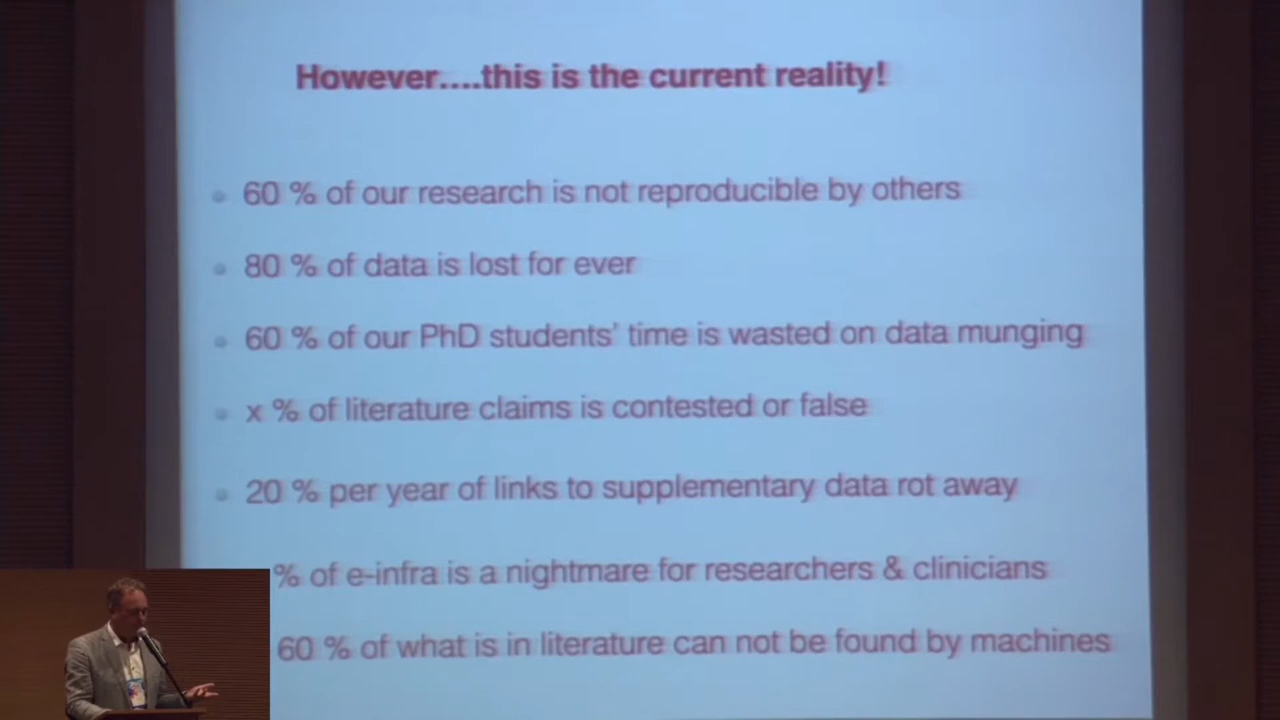 However....this is the current reality!
60 % of our research is not reproducible by others
80 % of data is lost for ever
60 % of our PhD students' time is wasted on data munging
x % of literature claims is contested or false
20 % per year of links to supplementary data rot away
% of e-infra is a nightmare for researchers & clinicians
60 % of what is in literature can not be found by machines